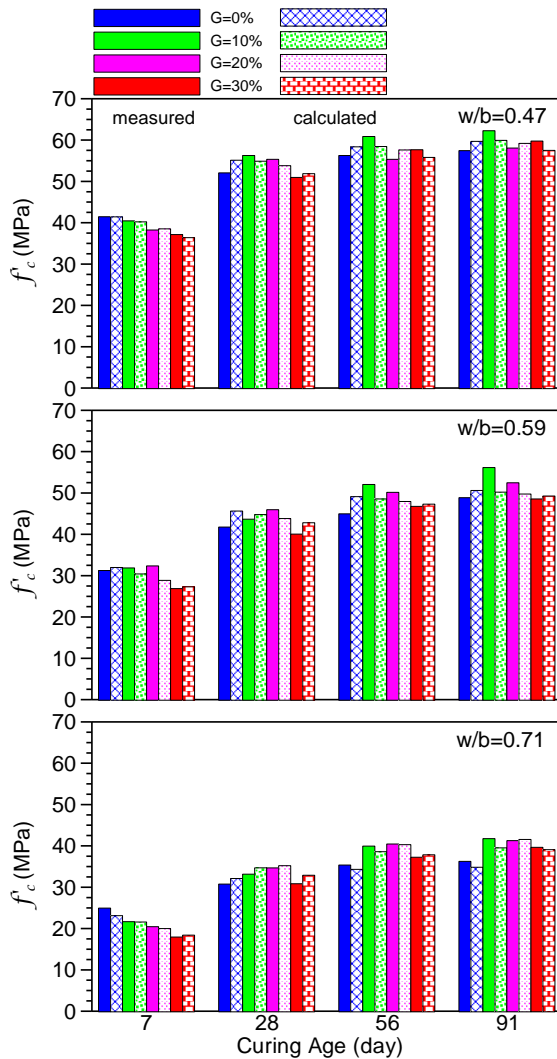 G=0%
G=10%
G=20%
G=30%
measured calculated w/b=0.47
70
60
50
40
30
20
10
0
f'c (MPa)
w/b=0.59
70
60
50
40
30
20
10
0
f'c (MPa)
w/b=0.71
70
60
50
40
30
20
10
0
f'c (MPa)
7 28 56 91
Curing Age (day)